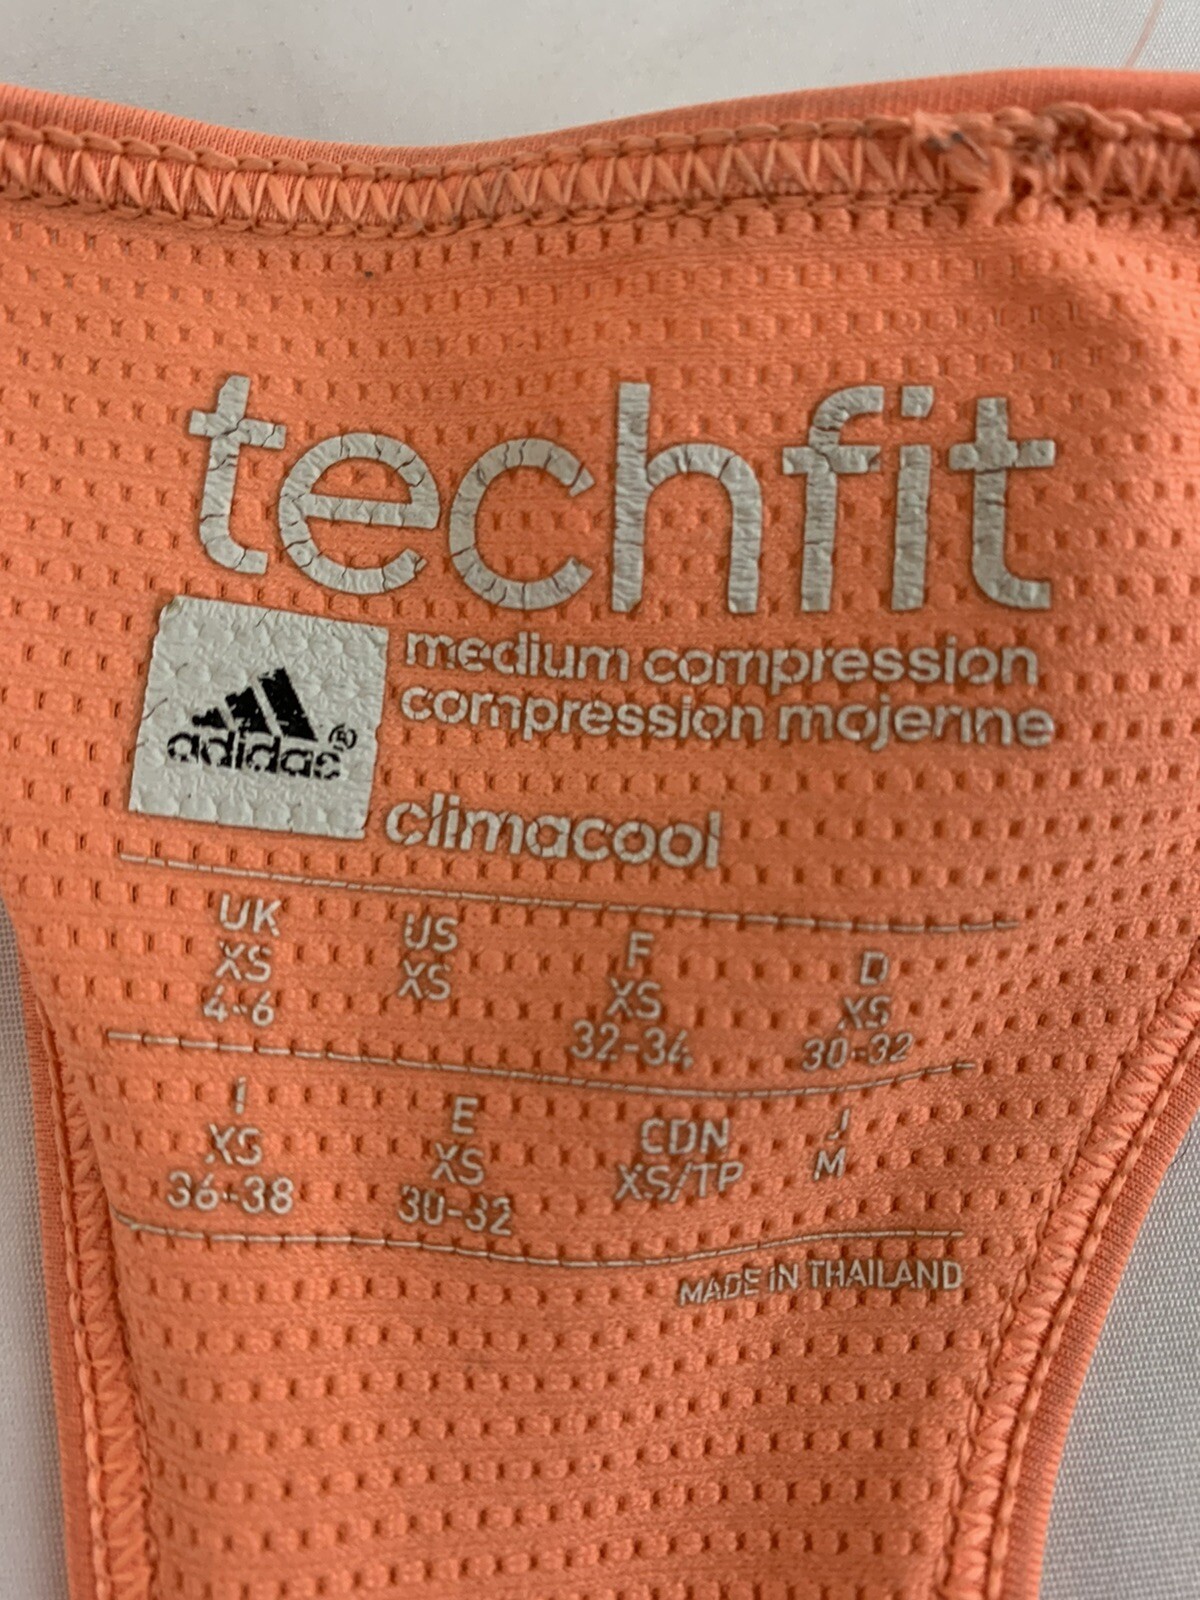 techfit
medium compression
compression mojenne
adidas®
climacool
UK US F D
XS XS XS XS
4-6 32-34 30-32
I E CDN J
XS XS XS/TP M
36-38 30-32
MADE IN THAILAND